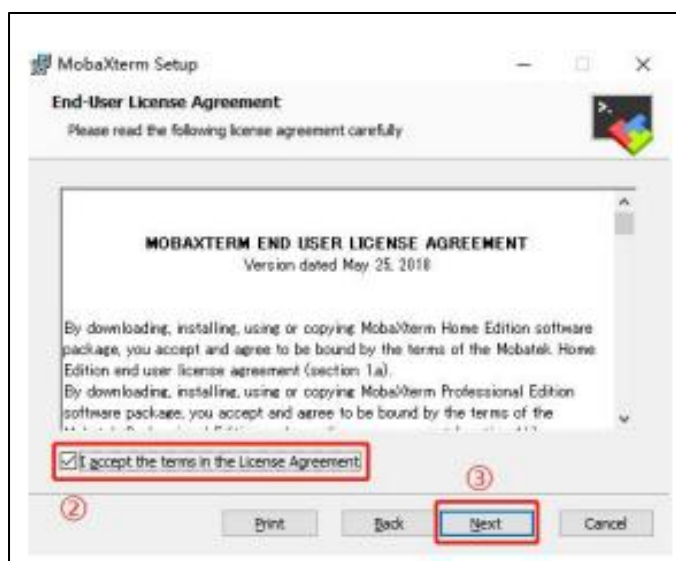 MobaXterm Setup
End-User License Agreement
Please read the following license agreement carefully
>.
MOBAXTERM END USER LICENSE AGREEMENT
Version dated May 25, 2018
By downloading, installing, using or copying MobaXterm Home Edition software
package, you accept and agree to be bound by the terms of the Mobatek Home
Edition end user license agreement (section 1a).
By downloading, installing, using or copying MobaXterm Professional Edition
software package, you accept and agree to be bound by the terms of the
I accept the terms in the License Agreement
②
③
Print Back Next Cancel